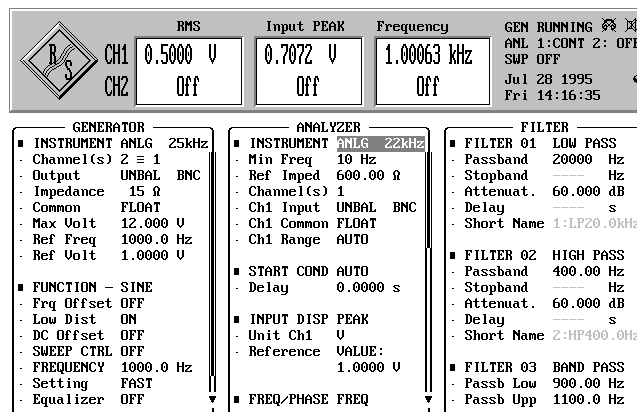 RMS Input PEAK Frequency
GEN RUNNING
ANL 1:CONT 2: OFF
SWP OFF
R S
CH1 0.5000 V 0.7072 V 1.00063 kHz
CH2 Off Off Off
Jul 28 1995
Fri 14:16:35
GENERATOR
INSTRUMENT ANLG 25kHz
Channel(s) 2 ≡ 1
Output UNBAL BNC
Impedance 15 Ω
Common FLOAT
Max Volt 12.000 V
Ref Freq 1000.0 Hz
Ref Volt 1.0000 V
FUNCTION — SINE
Frq Offset OFF
Low Dist ON
DC Offset OFF
SWEEP CTRL OFF
FREQUENCY 1000.0 Hz
Setting FAST
Equalizer OFF
ANALYZER
INSTRUMENT ANLG 22kHz
Min Freq 10 Hz
Ref Imped 600.00 Ω
Channel(s) 1
Ch1 Input UNBAL BNC
Ch1 Common FLOAT
Ch1 Range AUTO
START COND AUTO
Delay 0.0000 s
INPUT DISP PEAK
Unit Ch1 V
Reference VALUE:
1.0000 V
FREQ/PHASE FREQ
FILTER
FILTER 01 LOW PASS
Passband 20000 Hz
Stopband ---- Hz
Attenuat. 60.000 dB
Delay ---- s
Short Name 1:LP20.0kHz
FILTER 02 HIGH PASS
Passband 400.00 Hz
Stopband ---- Hz
Attenuat. 60.000 dB
Delay ---- s
Short Name 2:HP400.0Hz
FILTER 03 BAND PASS
Passb Low 900.00 Hz
Passb Upp 1100.0 Hz